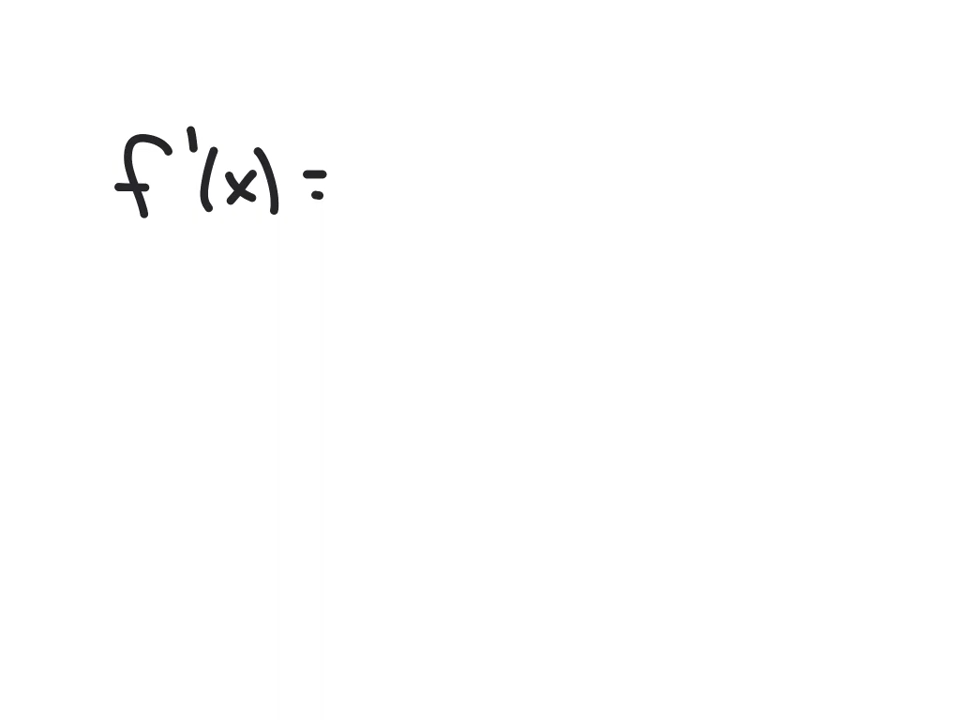 f'(x) =